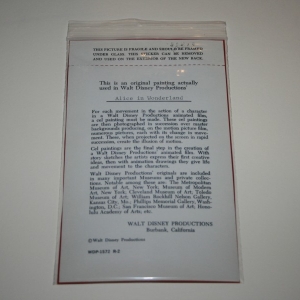 THIS PICTURE IS FRAGILE AND SHOULD BE FRAMED
UNDER GLASS. THIS STICKER CAN BE REMOVED
AND USED ON THE EXTERIOR OF THE NEW BACK.
This is an original painting actually
used in Walt Disney Productions'
Alice in Wonderland
For each movement in the action of a character
in a Walt Disney Productions animated film,
a cel painting must be made. These cel paintings
are then photographed in succession over
backgrounds producing, on the motion picture film,
pictures, each with its change in move-
ment. These, when projected on the screen in rapid
succession, create the illusion of motion.
Cel paintings are the final step in the creation
of Walt Disney Productions animated film. With
story sketches the artists express their first creative
ideas; then with animation drawings they give life
and movement to the characters.
Walt Disney Productions' originals are included
in many important Museums and private collec-
tions. Notable among these are: The Metropolitan
Museum of Art, New York, Museum of Modern
Art, New York, Cleveland Museum of Art, Toledo
Museum of Art, William Rockhill Nelson Gallery,
Kansas City, Mo., Phillips Memorial Gallery, Wash-
ington, D.C., San Francisco Museum of Art, Hono-
lulu Academy of Arts; etc.
WALT DISNEY PRODUCTIONS
Burbank, California
©Walt Disney Productions